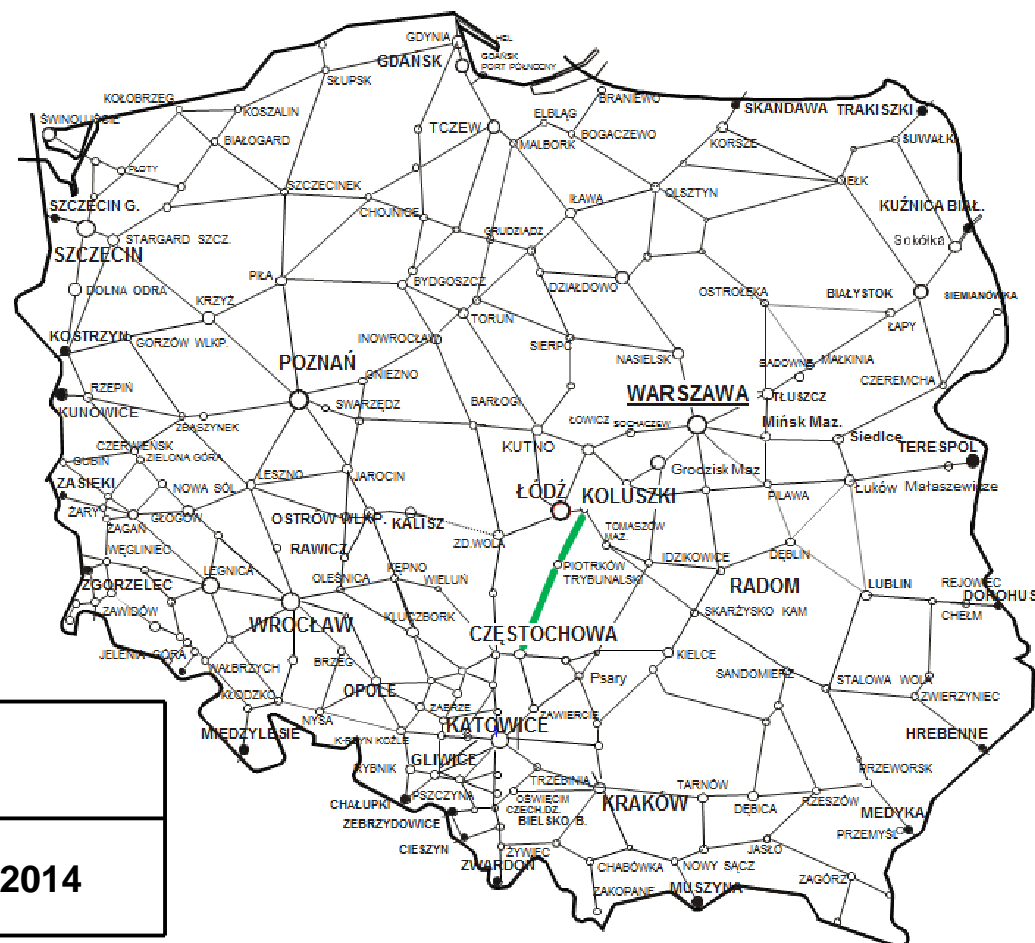 HEL
GDYNIA
GDAŃSK
GDAŃSK
PORT PÓŁNOCNY
SŁUPSK
KOŁOBRZEG
KOSZALIN
BRANIEWO
SKANDAWA
TRAKISZKI
ŚWINOUJŚCIE
ELBLĄG
TCZEW
BOGACZEWO
BIAŁOGARD
MALBORK
KORSZE
SUWAŁKI
PŁOTY
SZCZECINEK
OLSZTYN
EŁK
SZCZECIN G.
CHOJNICE
IŁAWA
KUŹNICA BIAŁ.
STARGARD SZCZ.
GRUDZIĄDZ
Sokółka
SZCZECIN
PIŁA
BYDGOSZCZ
DZIAŁDOWO
DOLNA ODRA
OSTROŁĘKA
BIAŁYSTOK
SIEMIANÓWKA
KRZYŻ
TORUŃ
ŁAPY
KOSTRZYN
GORZÓW WLKP.
INOWROCŁAW
SIERPC
NASIELSK
POZNAŃ
SADOWNE
MAŁKINIA
GNIEZNO
RZEPIN
CZEREMCHA
KUNOWICE
SWARZĘDZ
BARŁOGI
WARSZAWA
TŁUSZCZ
ZBĄSZYNEK
ŁOWICZ
SOCHACZEW
Mińsk Maz.
CZERWIEŃSK
KUTNO
Siedlce
GUBIN
ZIELONA GÓRA
TERESPOL
LESZNO
JAROCIN
Grodzisk Maz
ZASIEKI
NOWA SÓL
ŁÓDŹ
KOLUSZKI
PILAWA
Łuków
Małaszewicze
ŻARY
ŻAGAŃ
GŁOGÓW
OSTRÓW WLKP.
KALISZ
TOMASZÓW
MAZ.
WĘGLINIEC
RAWICZ
ZD.WOLA
IDZIKOWICE
DĘBLIN
LEGNICA
KĘPNO
PIOTRKÓW
TRYBUNALSKI
ZGORZELEC
OLEŚNICA
WIELUŃ
RADOM
LUBLIN
REJOWIEC
DOROHUS
ZAWIDÓW
SKARŻYSKO KAM
CHEŁM
WROCŁAW
KLUCZBORK
CZĘSTOCHOWA
JELENIA GÓRA
BRZEG
KIELCE
WAŁBRZYCH
SANDOMIERZ
STALOWA WOLA
Psary
KŁODZKO
OPOLE
ZWIERZYNIEC
ZABRZE
NYSA
ZAWIERCIE
MIĘDZYLESIE
KATOWICE
HREBENNE
K-RZYN KOŹLE
GLIWICE
RYBNIK
PRZEWORSK
TRZEBINIA
TARNÓW
PSZCZYNA
OŚWIĘCIM
RZESZÓW
CHAŁUPKI
CZECH.DZ.
KRAKÓW
DĘBICA
MEDYKA
ZEBRZYDOWICE
BIELSKO B.
PRZEMYŚL
CIESZYN
ŻYWIEC
JASŁO
ZWARDOŃ
CHABÓWKA
NOWY SĄCZ
2014
ZAKOPANE
MUSZYNA
ZAGÓRZ